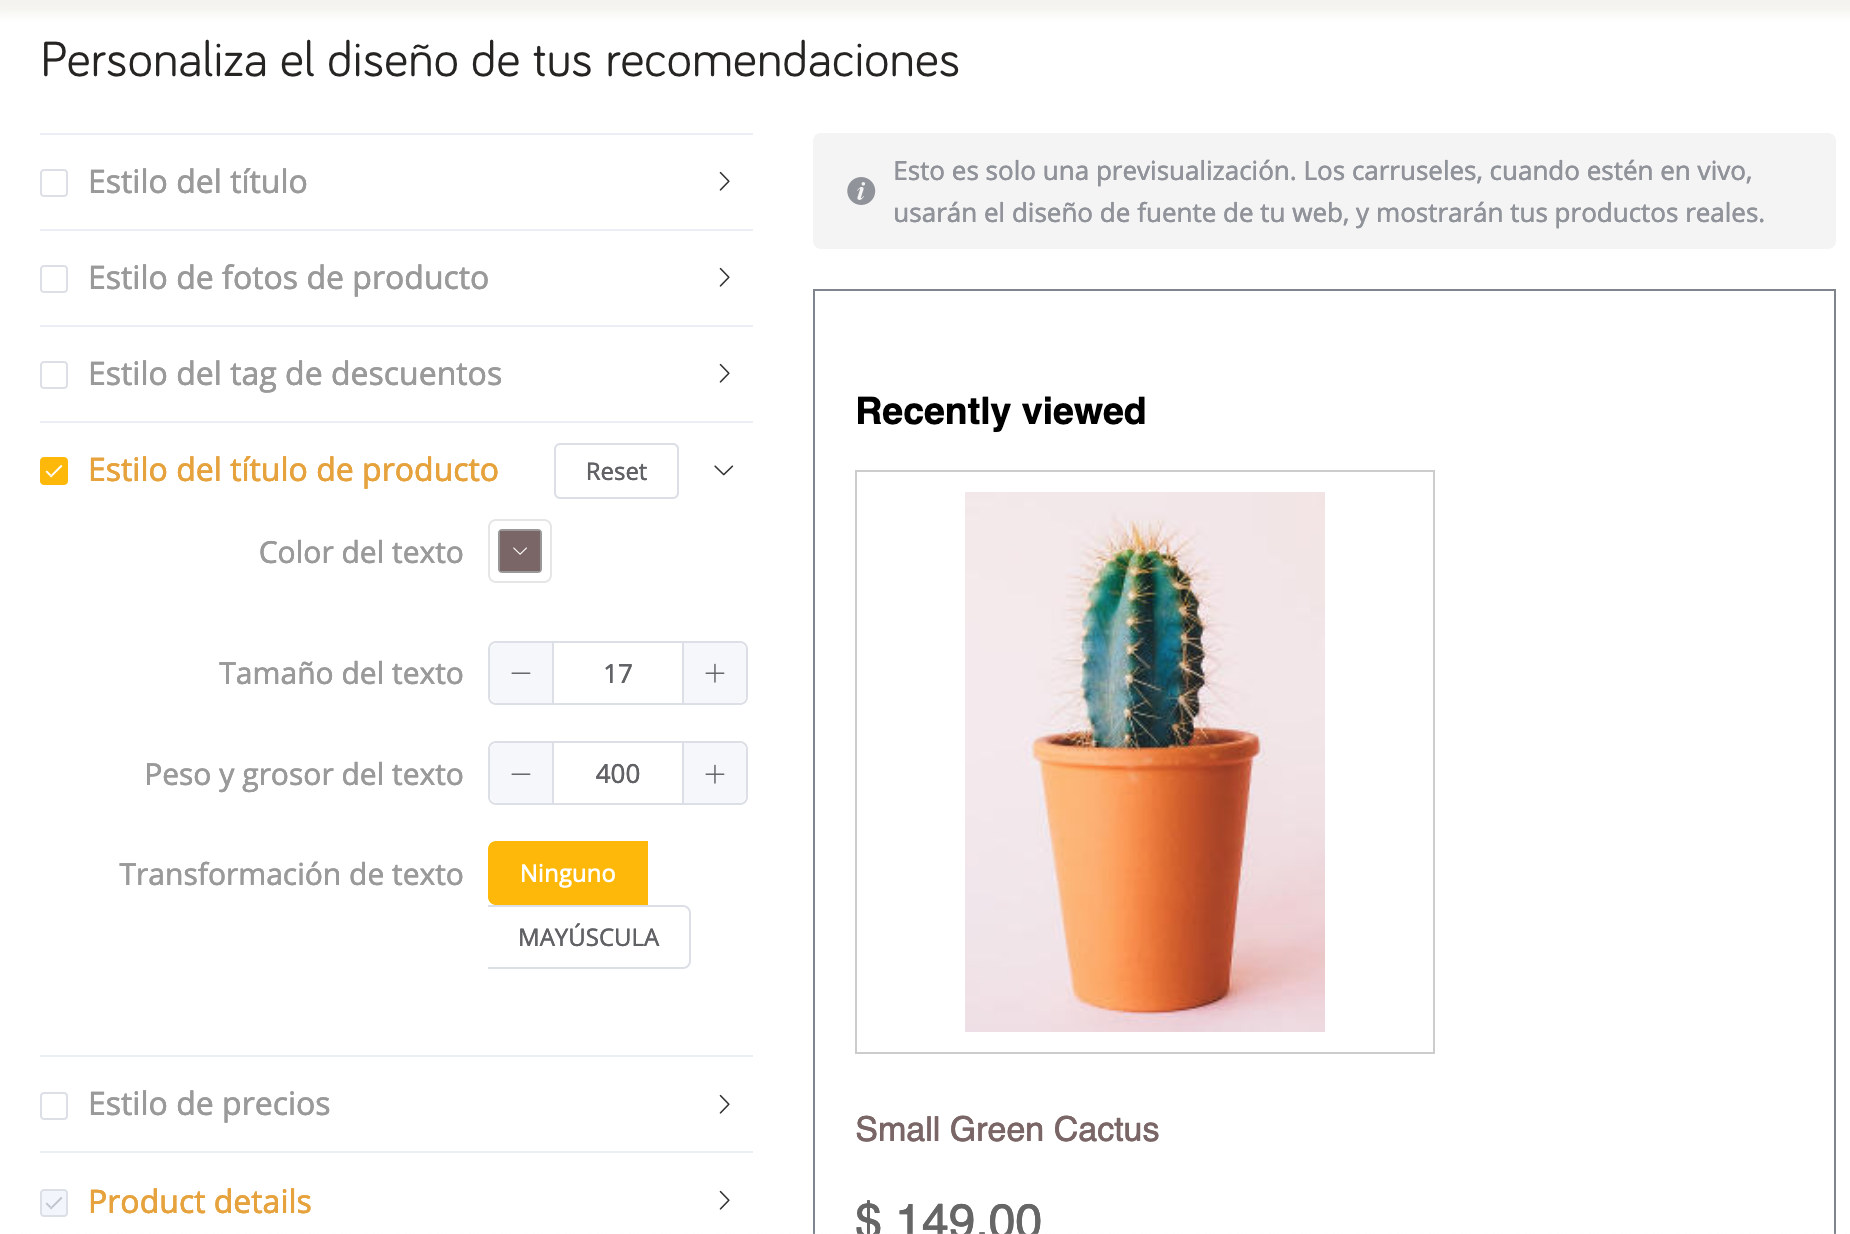 Personaliza el diseño de tus recomendaciones
Estilo del título
Estilo de fotos de producto
Estilo del tag de descuentos
Estilo del título de producto
Reset
Color del texto
Tamaño del texto
17
Peso y grosor del texto
400
Transformación de texto
Ninguno
MAYÚSCULA
Estilo de precios
Product details
Esto es solo una previsualización. Los carruseles, cuando estén en vivo,
usarán el diseño de fuente de tu web, y mostrarán tus productos reales.
Recently viewed
Small Green Cactus
$ 149.00